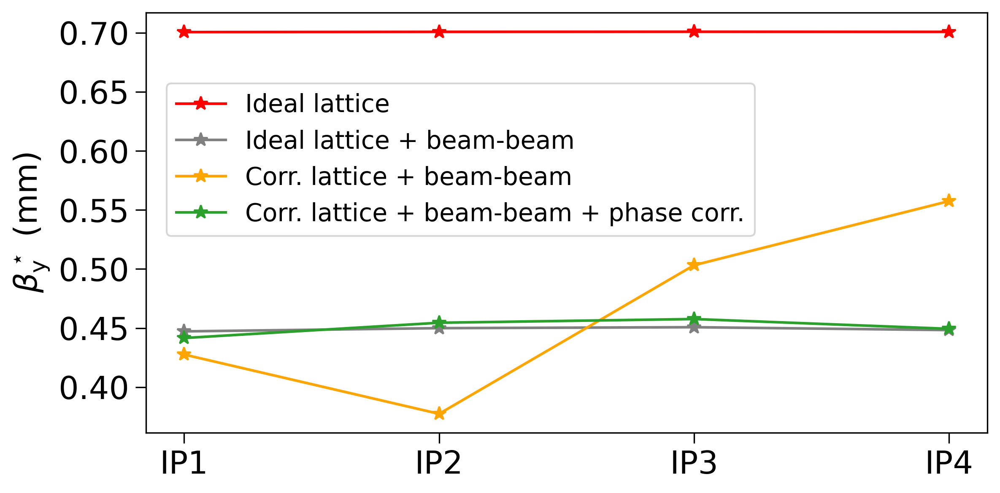 0.70
0.65
0.60
0.55
0.50
0.45
0.40
βy⋆ (mm)
Ideal lattice
Ideal lattice + beam-beam
Corr. lattice + beam-beam
Corr. lattice + beam-beam + phase corr.
IP1 IP2 IP3 IP4